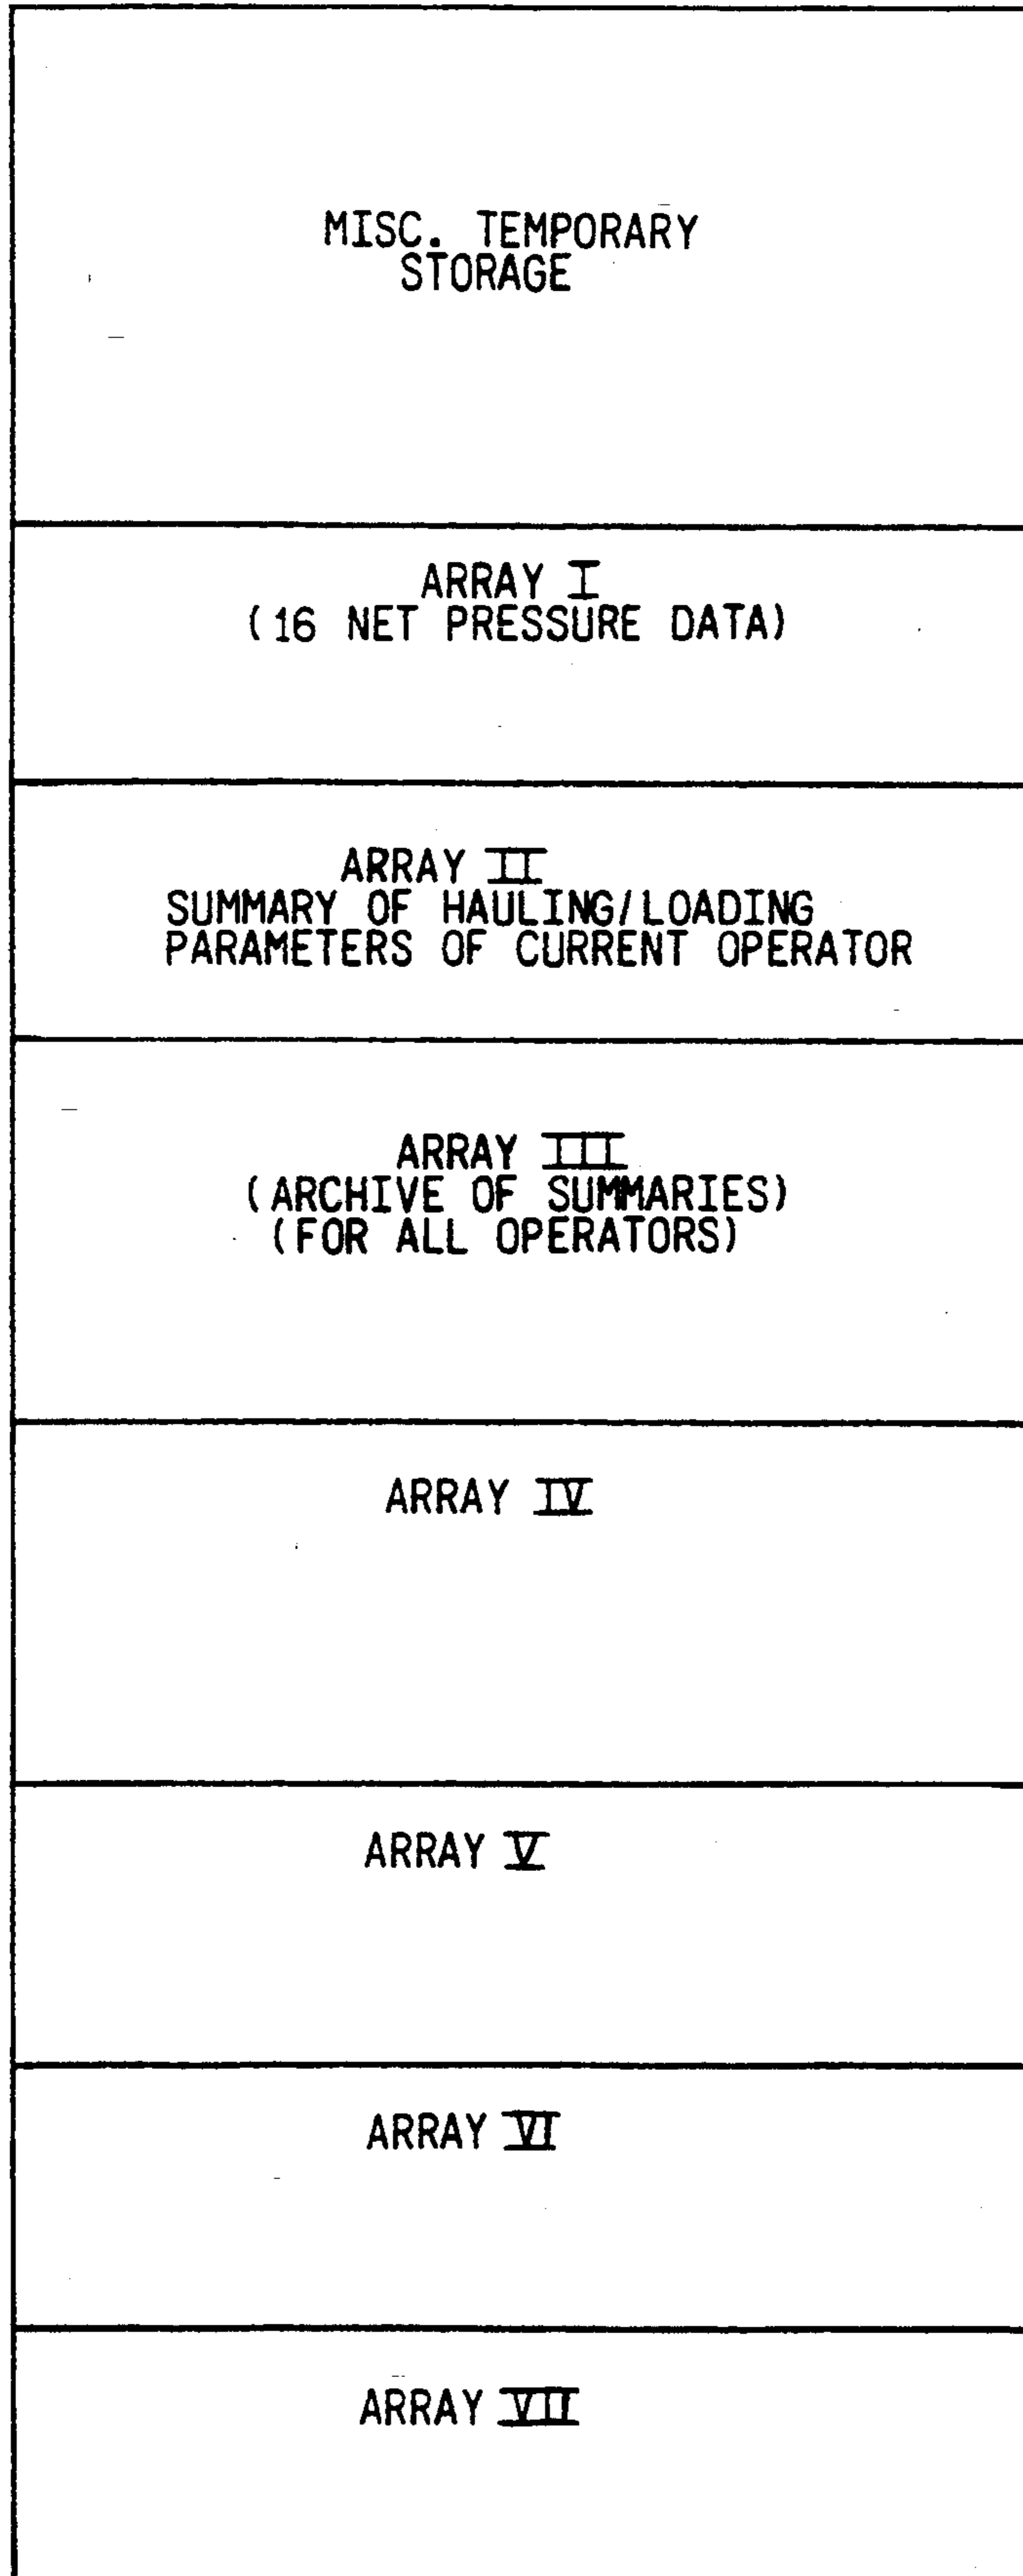 MISC. TEMPORARY
STORAGE
ARRAY I
(16 NET PRESSURE DATA)
ARRAY II
SUMMARY OF HAULING/LOADING
PARAMETERS OF CURRENT OPERATOR
ARRAY III
(ARCHIVE OF SUMMARIES)
(FOR ALL OPERATORS)
ARRAY IV
ARRAY V
ARRAY VI
ARRAY VII